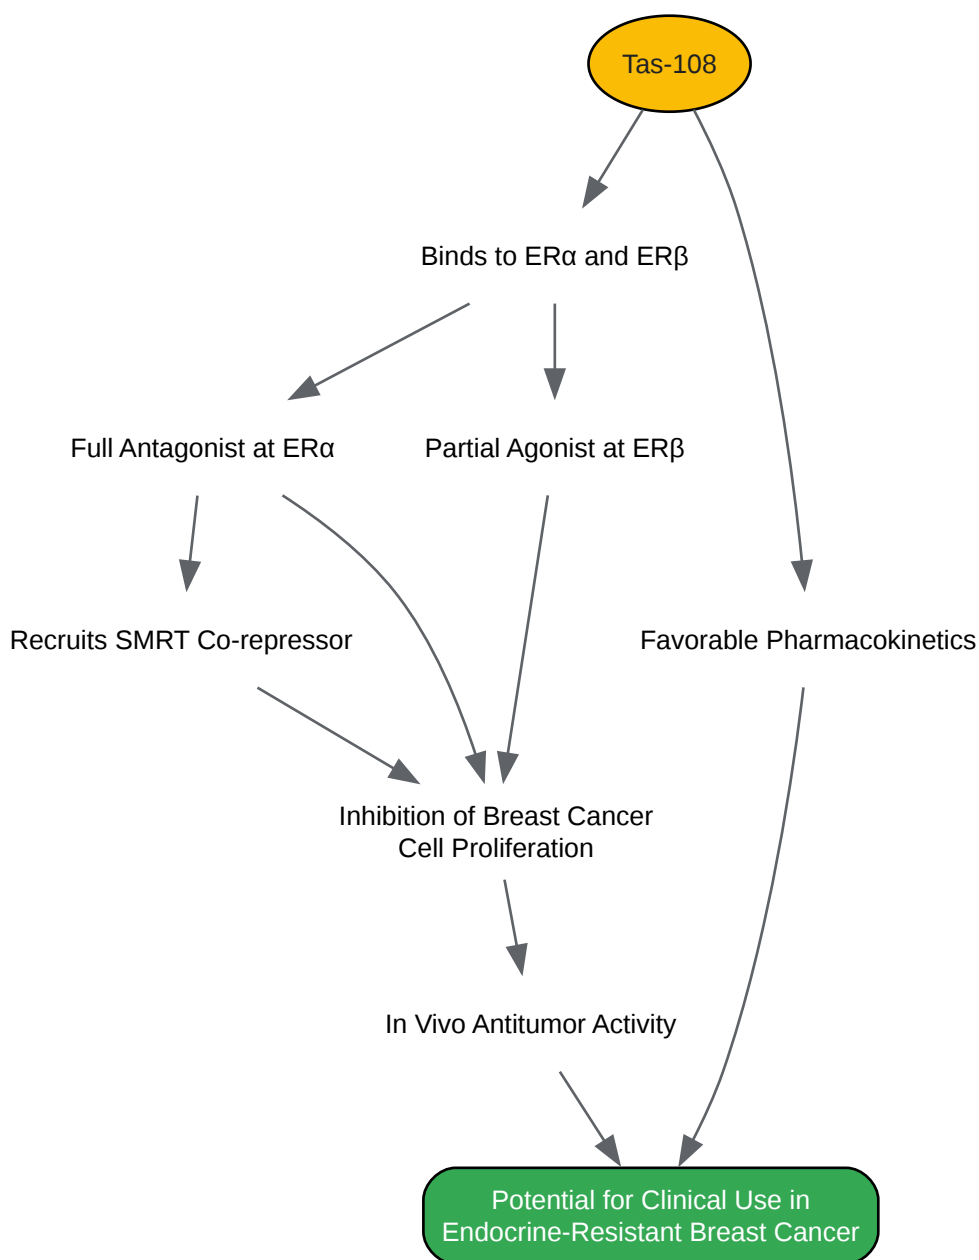 Tas-108
Binds to ERα and ERβ
Full Antagonist at ERα
Partial Agonist at ERβ
Recruits SMRT Co-repressor
Favorable Pharmacokinetics
Inhibition of Breast Cancer
Cell Proliferation
In Vivo Antitumor Activity
Potential for Clinical Use in
Endocrine-Resistant Breast Cancer